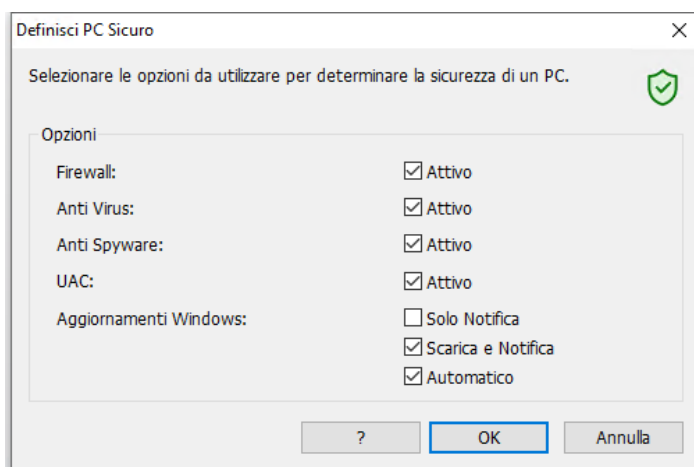 Definisci PC Sicuro
Selezionare le opzioni da utilizzare per determinare la sicurezza di un PC.
Opzioni
Firewall: Attivo
Anti Virus: Attivo
Anti Spyware: Attivo
UAC: Attivo
Aggiornamenti Windows: Solo Notifica
Scarica e Notifica
Automatico
? OK Annulla